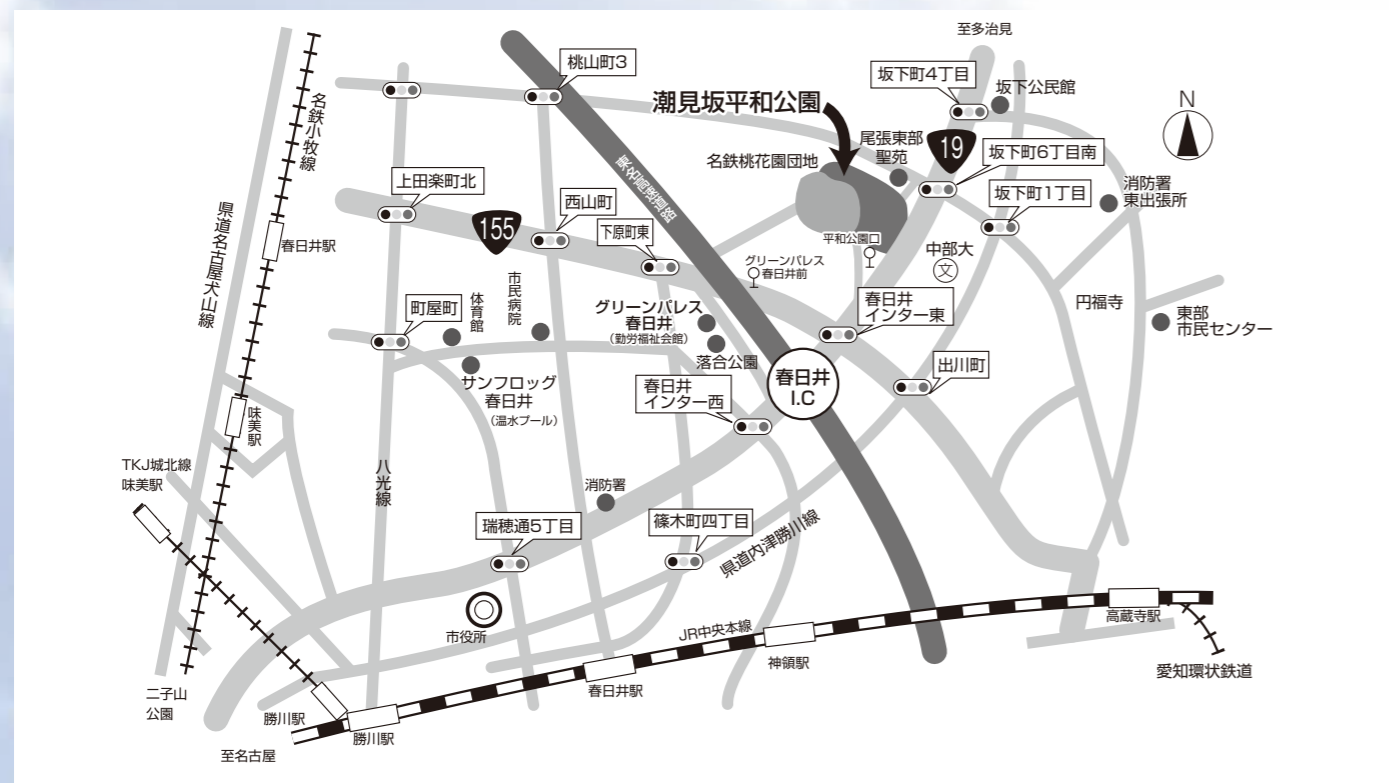 至多治見
桃山町3
坂下町4丁目
坂下公民館
N
潮見坂平和公園
名鉄小牧線
尾張東部
聖苑
19
坂下町6丁目南
名鉄桃花園団地
東名高速道路
上田楽町北
西山町
坂下町1丁目
消防署
東出張所
県道名古屋犬山線
155
下原町東
平和公園口
中部大
文
春日井駅
グリーンパレス
春日井前
市民病院
体育館
町屋町
グリーンパレス
春日井
(勤労福祉会館)
春日井
インター東
円福寺
東部
市民センター
落合公園
出川町
サンフロッグ
春日井
(温水プール)
春日井
インター西
春日井
I.C
味美駅
TKJ城北線
味美駅
八光線
消防署
瑞穂通5丁目
篠木町四丁目
県道内津勝川線
市役所
JR中央本線
高蔵寺駅
神領駅
愛知環状鉄道
春日井駅
二子山
公園
勝川駅
勝川駅
至名古屋